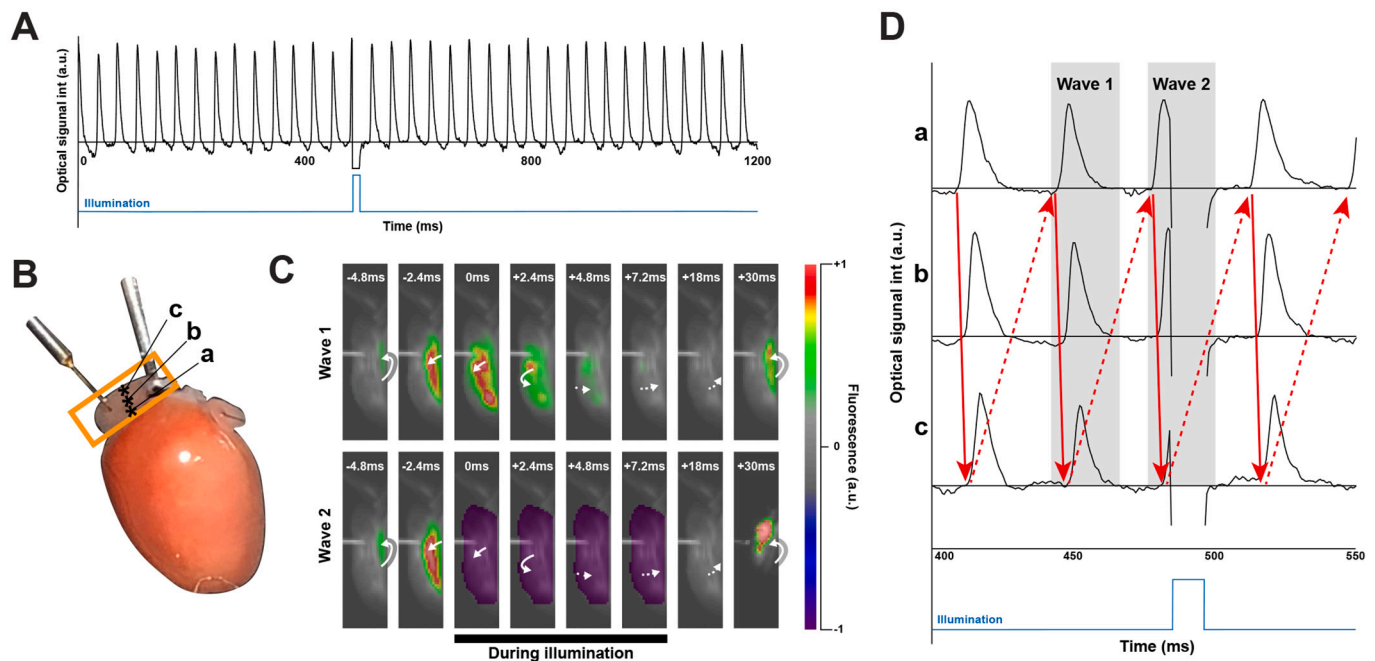 A
Optical sigunal int (a.u.)
0
400
800
1200
Illumination
Time (ms)
B
c
b
a
C
Wave 1
-4.8ms
-2.4ms
0ms
+2.4ms
+4.8ms
+7.2ms
+18ms
+30ms
Wave 2
-4.8ms
-2.4ms
0ms
+2.4ms
+4.8ms
+7.2ms
+18ms
+30ms
During illumination
+1
0
-1
Fluorescence (a.u.)
D
Wave 1
Wave 2
a
b
c
Optical sigunal int (a.u.)
400
450
500
550
Illumination
Time (ms)